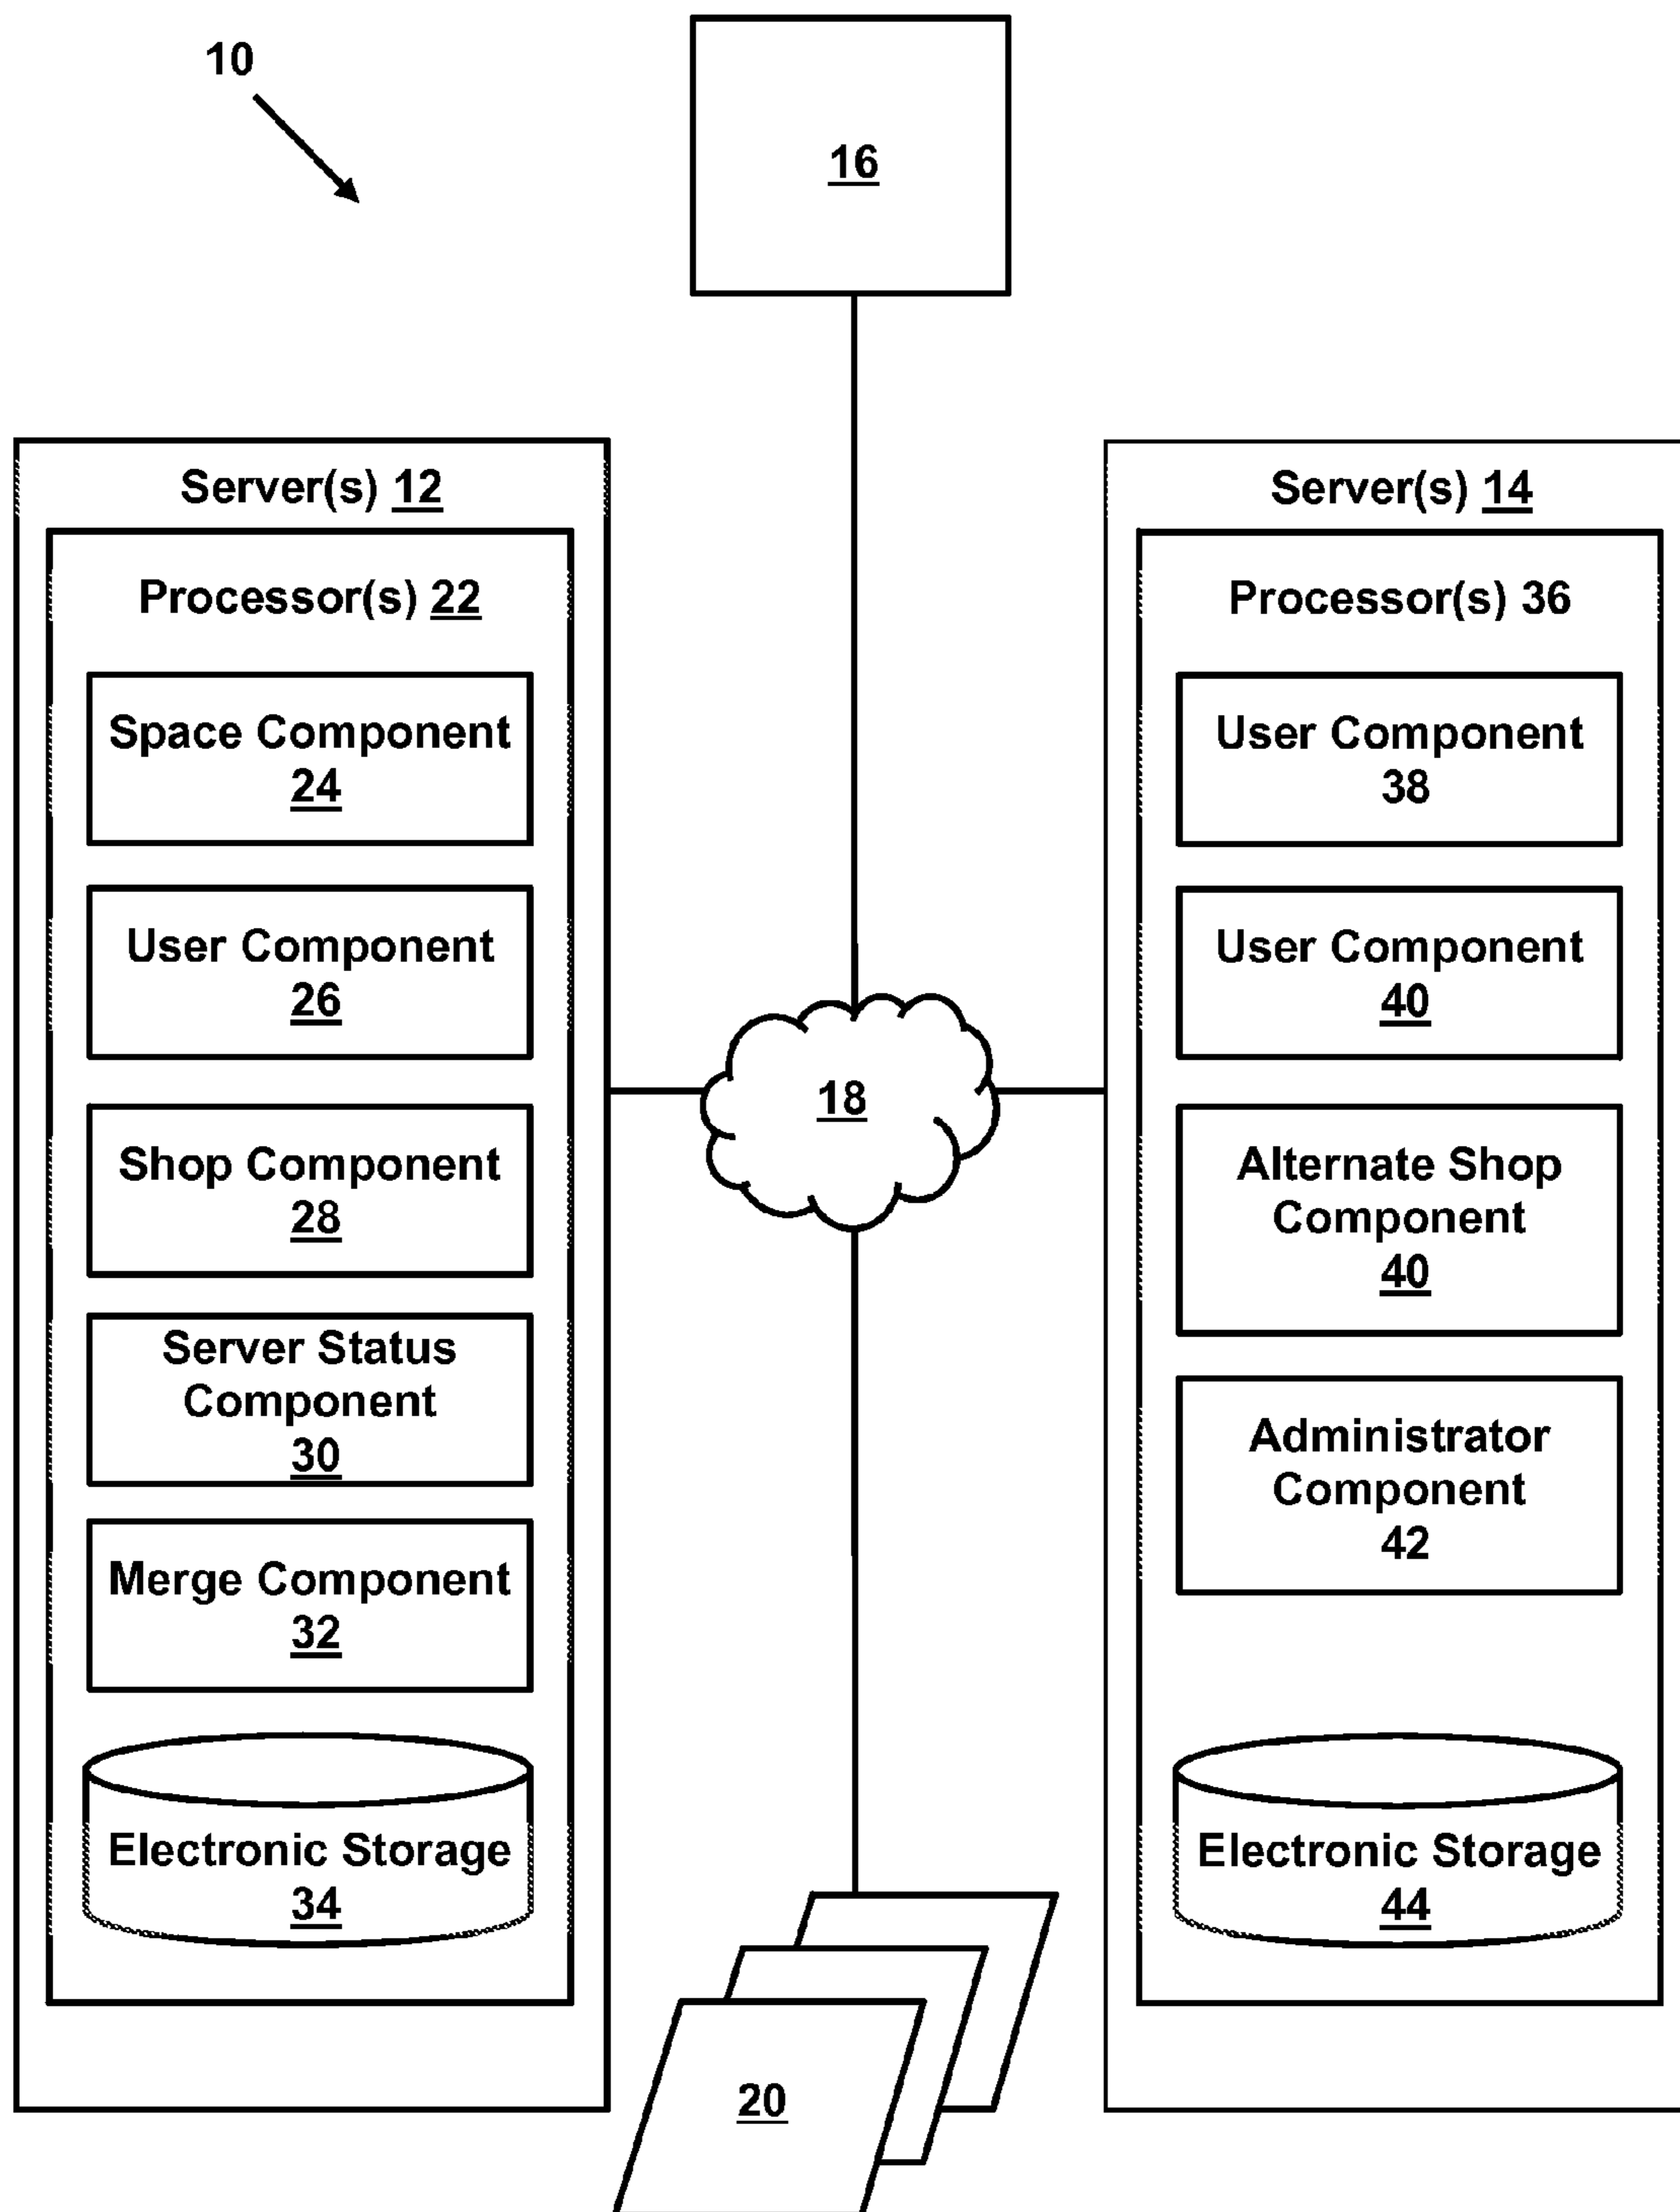 10
16
Server(s) 12
Processor(s) 22
Space Component
24
User Component
26
Shop Component
28
Server Status
Component
30
Merge Component
32
Electronic Storage
34
18
20
Server(s) 14
Processor(s) 36
User Component
38
User Component
40
Alternate Shop
Component
40
Administrator
Component
42
Electronic Storage
44